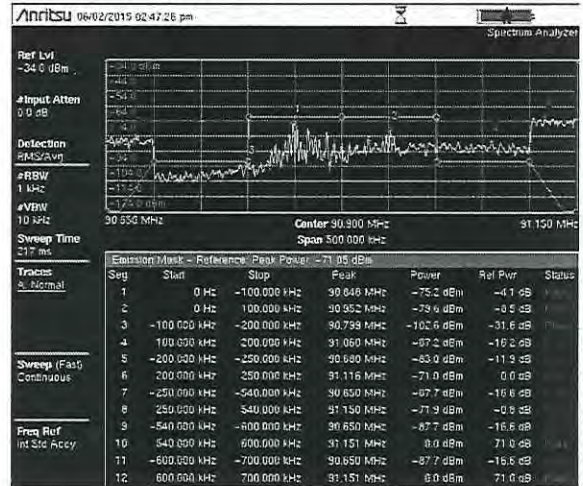 Anritsu 06/02/2015 02:47:26 pm
Spectrum Analyzer
Ref Lvl
-34.0 dBm
#Input Atten
0.0 dB
Detection
RMS/Avg
#RBW
1 kHz
#VBW
10 kHz
Sweep Time
217 ms
Traces
A: Normal
Sweep (Fast)
Continuous
Freq Ref
Int Std Accy
90.650 MHz
Center 90.900 MHz
91.150 MHz
Span 500.000 kHz
Emission Mask - Reference: Peak Power, -71.05 dBm
Seg Start Stop Peak Power Rel Pwr Status
1 0 Hz -100.000 kHz 90.848 MHz -75.2 dBm -4.1 dB
2 0 Hz 100.000 kHz 90.952 MHz -79.6 dBm -8.5 dB
3 -100.000 kHz -200.000 kHz 90.799 MHz -102.6 dBm -31.6 dB
4 100.000 kHz 200.000 kHz 91.060 MHz -87.2 dBm -16.2 dB
5 -200.000 kHz -250.000 kHz 90.680 MHz -83.0 dBm -11.9 dB
6 200.000 kHz 250.000 kHz 91.116 MHz -71.0 dBm 0.0 dB
7 -250.000 kHz -540.000 kHz 90.650 MHz -87.7 dBm -16.6 dB
8 250.000 kHz 540.000 kHz 91.150 MHz -71.9 dBm -0.8 dB
9 -540.000 kHz -600.000 kHz 90.650 MHz -87.7 dBm -16.6 dB
10 540.000 kHz 600.000 kHz 91.151 MHz 0.0 dBm 71.0 dB
11 -600.000 kHz -700.000 kHz 90.650 MHz -87.7 dBm -16.6 dB
12 600.000 kHz 700.000 kHz 91.151 MHz 0.0 dBm 71.0 dB